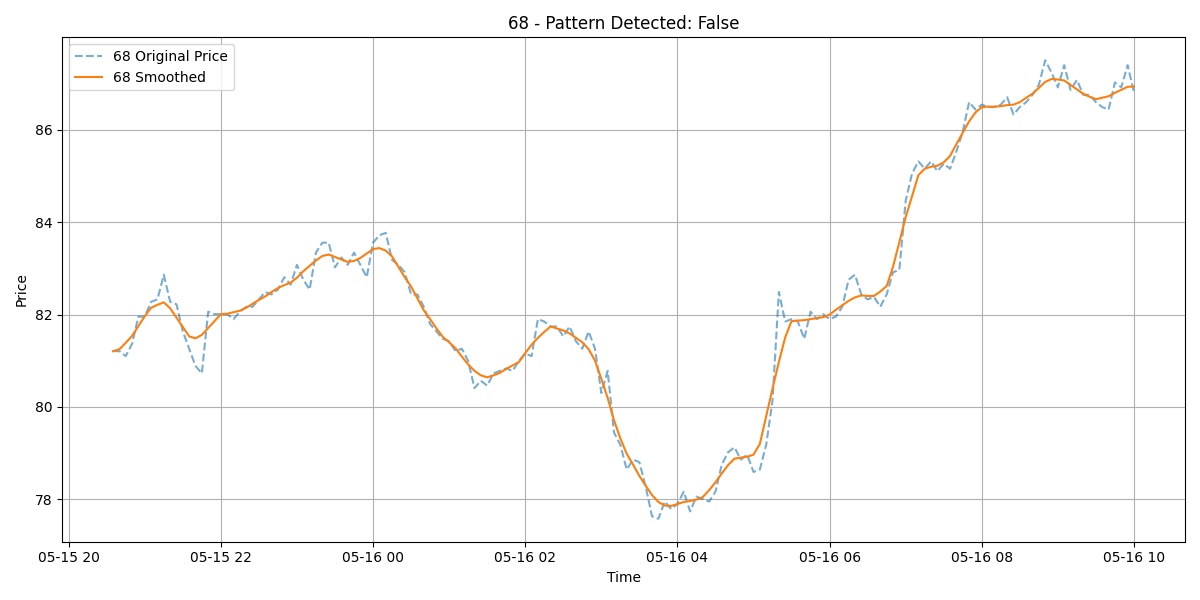 68 - Pattern Detected: False
68 Original Price
68 Smoothed
Price
86
84
82
80
78
05-15 20
05-15 22
05-16 00
05-16 02
05-16 04
05-16 06
05-16 08
05-16 10
Time